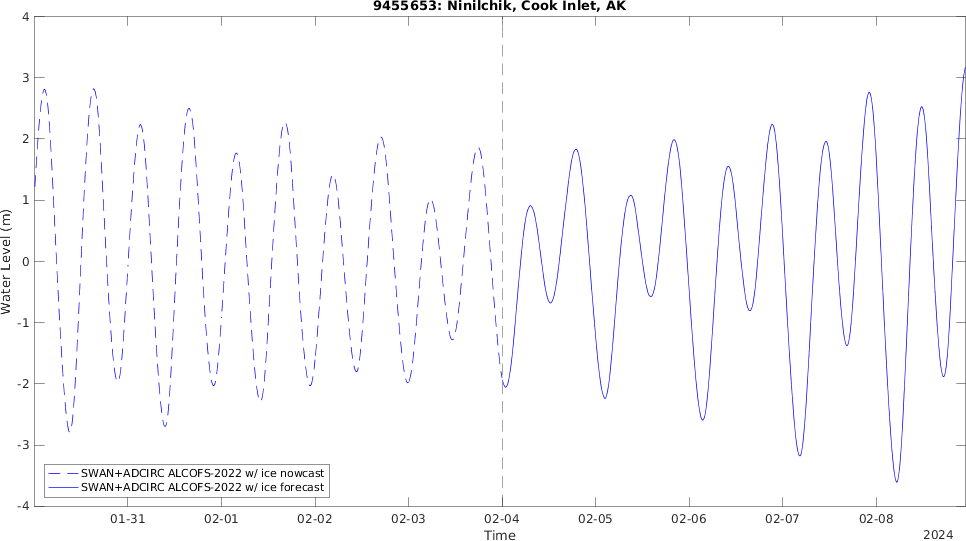 9455653: Ninilchik, Cook Inlet, AK
4
3
2
1
0
-1
-2
-3
-4
Water Level (m)
SWAN+ADCIRC ALCOFS-2022 w/ ice nowcast
SWAN+ADCIRC ALCOFS-2022 w/ ice forecast
01-31 02-01 02-02 02-03 02-04 02-05 02-06 02-07 02-08
Time
2024